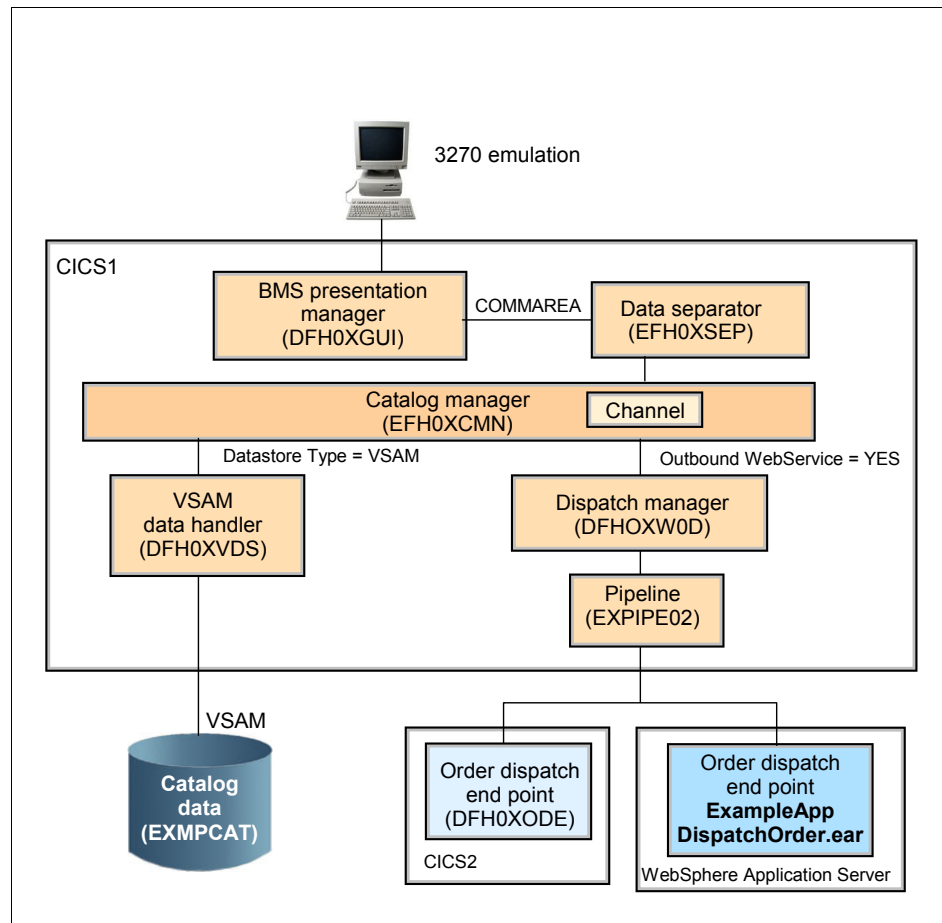 3270 emulation
CICS1
BMS presentation
manager
(DFH0XGUI)
COMMAREA
Data separator
(EFH0XSEP)
Catalog manager
(EFH0XCMN)
Channel
Datastore Type = VSAM
Outbound WebService = YES
VSAM
data handler
(DFH0XVDS)
Dispatch manager
(DFHOXW0D)
Pipeline
(EXPIPE02)
VSAM
Catalog
data
(EXMPCAT)
Order dispatch
end point
(DFH0XODE)
CICS2
Order dispatch
end point
ExampleApp
DispatchOrder.ear
WebSphere Application Server